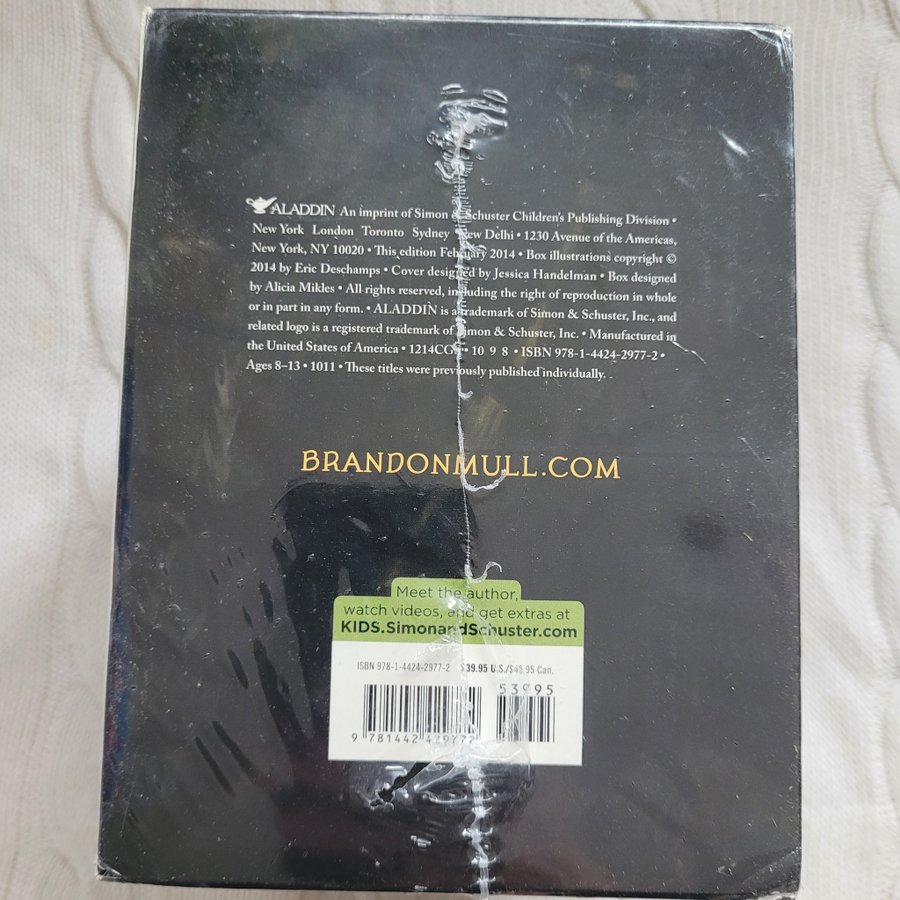 ALADDIN An imprint of Simon & Schuster Children's Publishing Division •
New York London Toronto Sydney New Delhi • 1230 Avenue of the Americas,
New York, NY 10020 • This edition February 2014 • Box illustrations copyright ©
2014 by Eric Deschamps • Cover designed by Jessica Handelman • Box designed
by Alicia Mikles • All rights reserved, including the right of reproduction in whole
or in part in any form. • ALADDIN is a trademark of Simon & Schuster, Inc., and
related logo is a registered trademark of Simon & Schuster, Inc. • Manufactured in
the United States of America • • 10 9 8 • ISBN 978-1-4424-2977-2 •
Ages 8–13 • 1011 • These titles were previously published individually.
BRANDONMULL.COM
Meet the author,
watch videos, and get extras at
KIDS.SimonandSchuster.com
ISBN 978-1-4424-2977-2 $39.95 U.S./$45.95 Can.
53995
9 781442 429772